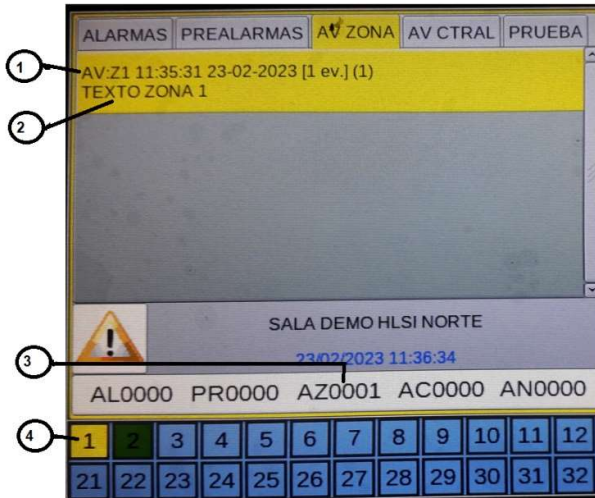 ALARMAS PREALARMAS AV ZONA AV CTRAL PRUEBA
1
AV:Z1 11:35:31 23-02-2023 [1 ev.] (1)
TEXTO ZONA 1
2
SALA DEMO HLSI NORTE
23/02/2023 11:36:34
3
AL0000 PR0000 AZ0001 AC0000 AN0000
4
1 2 3 4 5 6 7 8 9 10 11 12
21 22 23 24 25 26 27 28 29 30 31 32